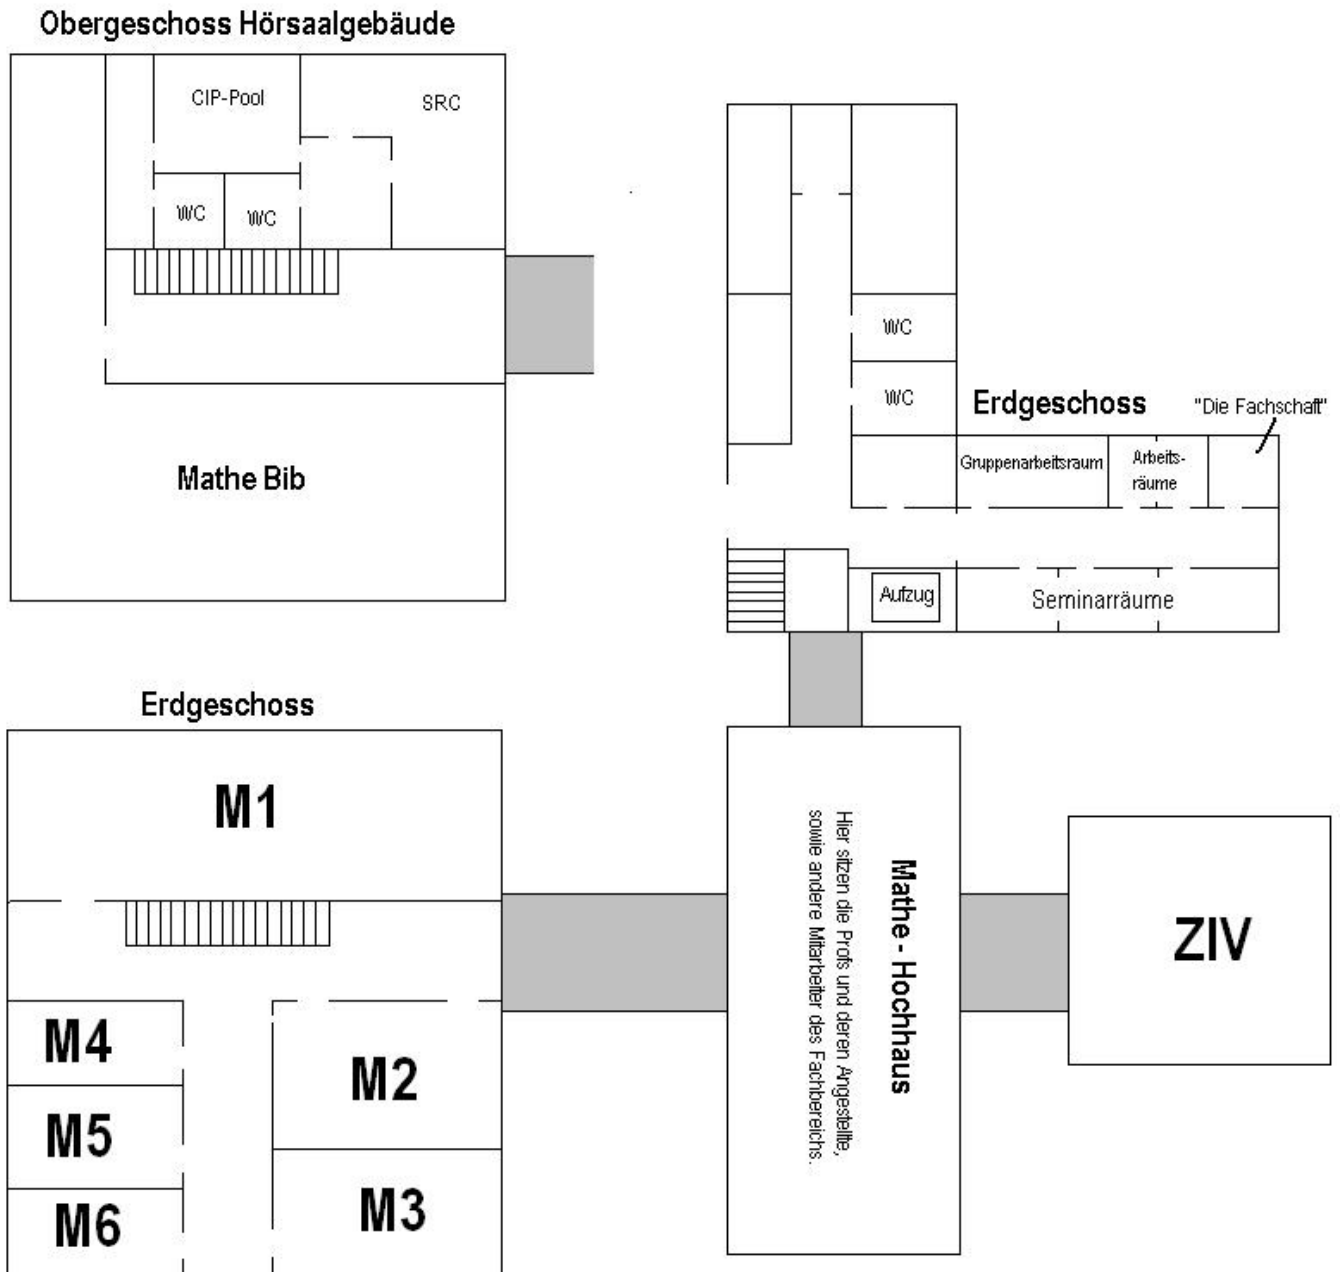 Obergeschoss Hörsaalgebäude
CIP-Pool
SRC
WC
WC
Mathe Bib
WC
WC
Erdgeschoss
"Die Fachschaft"
Gruppenarbeitsraum
Arbeits-
räume
Aufzug
Seminarräume
Erdgeschoss
M1
M4
M5
M6
M2
M3
Mathe - Hochhaus
Hier sitzen die Profs und deren Angestellte,
sowie andere Mitarbeiter des Fachbereichs.
ZIV